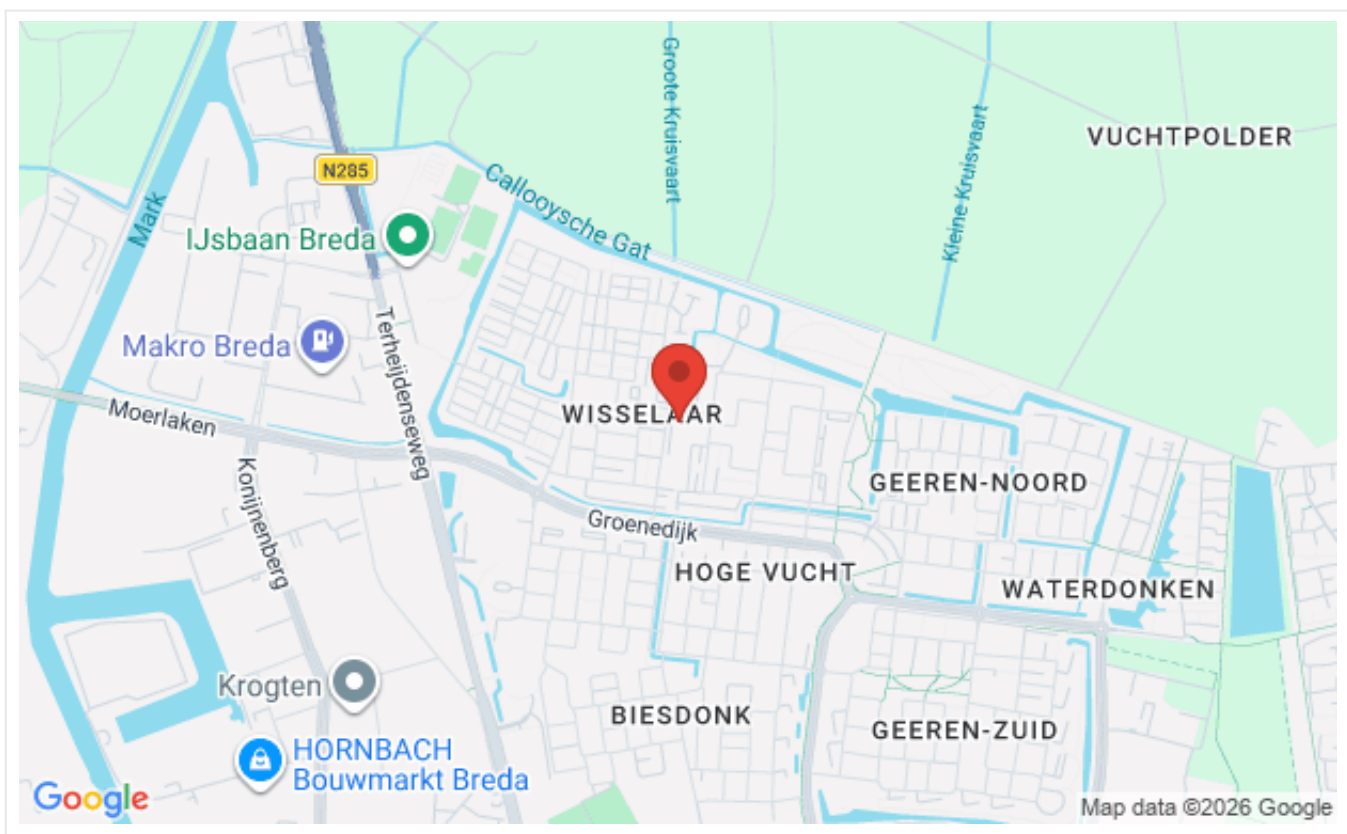 Groote Kruisvaart
Kleine Kruisvaart
VUCHTPOLDER
N285
Callooysche Gat
Mark
IJsbaan Breda
Makro Breda
Terheijdenseweg
Moerlaken
WISSELAAR
GEEREN-NOORD
Konijnenberg
Groenedijk
HOGE VUCHT
WATERDONKEN
Krogten
BIESDONK
GEEREN-ZUID
HORNBACH
Bouwmarkt Breda
Google
Map data ©2026 Google